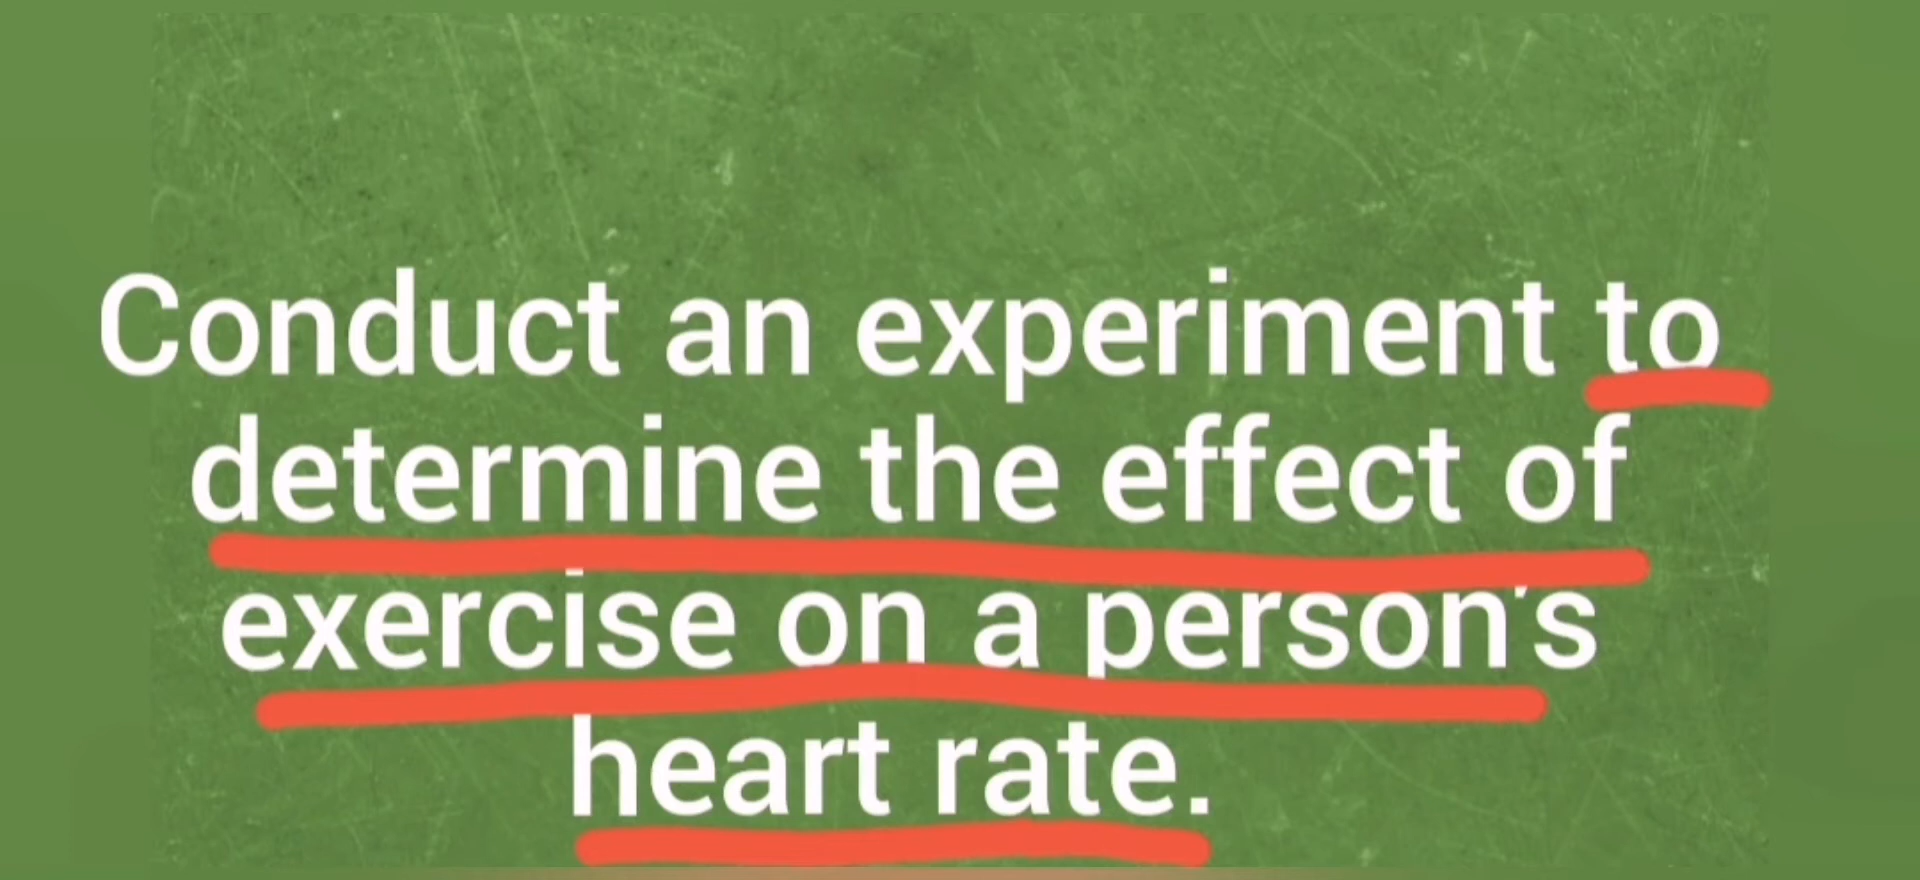 Conduct an experiment to
determine the effect of
exercise on a person's
heart rate.